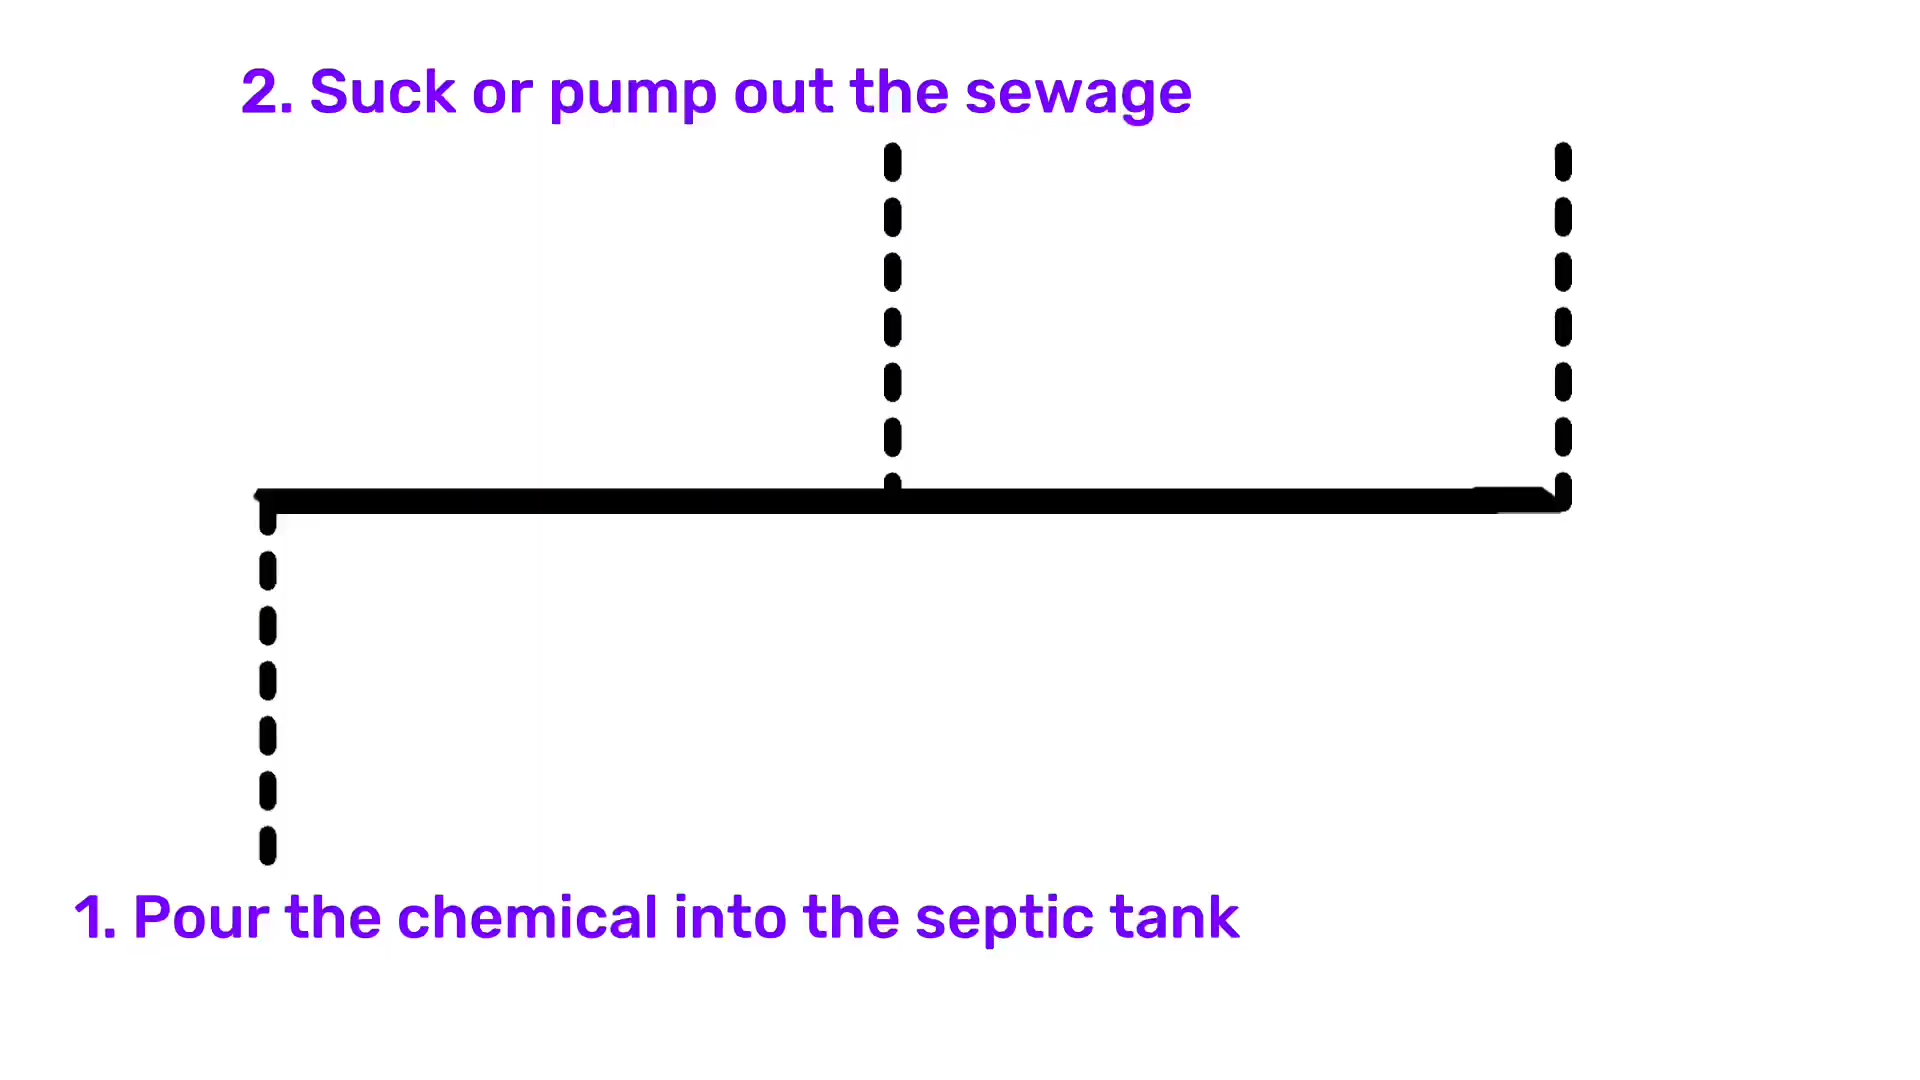 2. Suck or pump out the sewage
1. Pour the chemical into the septic tank